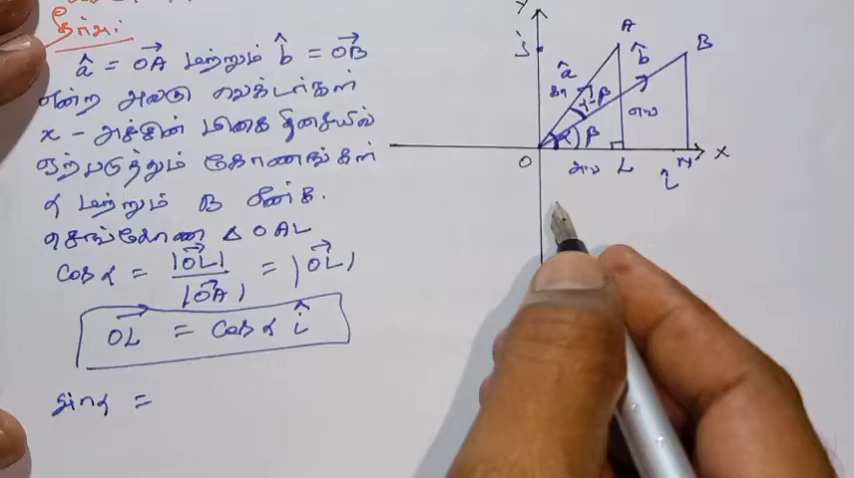 தீர்வு:
â = OA⃗ மற்றும் b̂ = OB⃗
என்ற அலகு வெக்டர்கள்
x - அச்சின் மிகை திசையில்
ஏற்படுத்தும் கோணங்கள்
α மற்றும் β என்க.
செங்கோண Δ OAL
cos α = |OL⃗| / |OA⃗| = |OL⃗|
OL⃗ = cos α î
sin α =
Y
ĵ
A
B
â
b̂
α-β
α
β
O
L
M
X
î